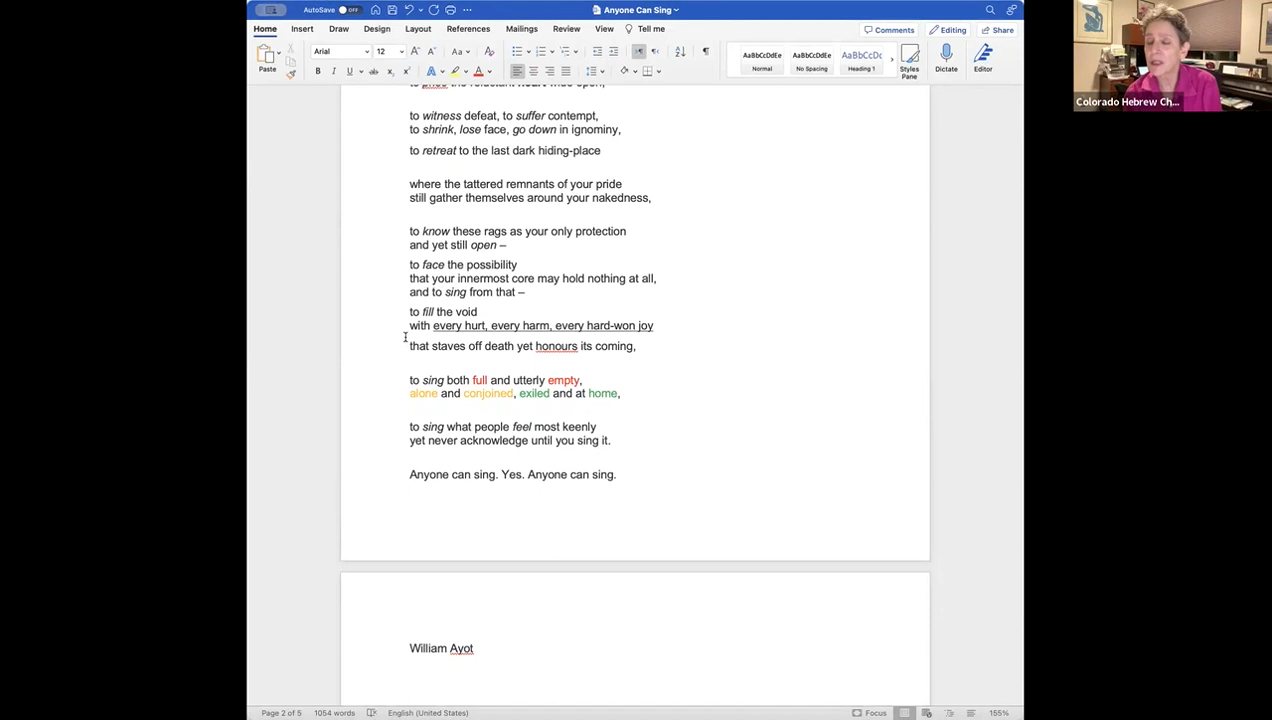 AutoSave OFF
Anyone Can Sing
Home Insert Draw Design Layout References Mailings Review View Tell me
Comments Editing Share
Paste
Arial 12
AaBbCcDdEe AaBbCcDdEe AaBbCcDc
Normal No Spacing Heading 1
Styles Pane
Dictate
Editor
Colorado Hebrew Ch...
to witness defeat, to suffer contempt,
to shrink, lose face, go down in ignominy,
to retreat to the last dark hiding-place
where the tattered remnants of your pride
still gather themselves around your nakedness,
to know these rags as your only protection
and yet still open –
to face the possibility
that your innermost core may hold nothing at all,
and to sing from that –
to fill the void
with every hurt, every harm, every hard-won joy
that staves off death yet honours its coming,
to sing both full and utterly empty,
alone and conjoined, exiled and at home,
to sing what people feel most keenly
yet never acknowledge until you sing it.
Anyone can sing. Yes. Anyone can sing.
William Ayot
Page 2 of 5 1054 words English (United States) Focus 155%